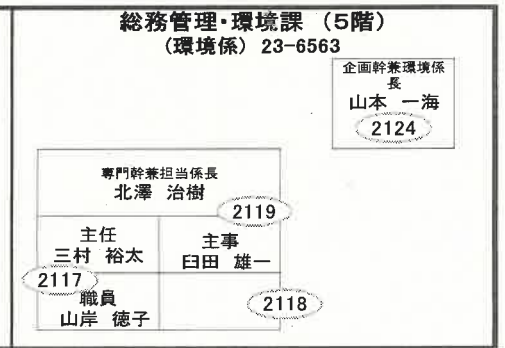 総務管理・環境課 (5階)
(環境係) 23-6563
企画幹兼環境係
長
山本 一海
2124
専門幹兼担当係長
北澤 治樹
2119
主任
三村 裕太
主事
臼田 雄一
2117
職員
山岸 徳子
2118